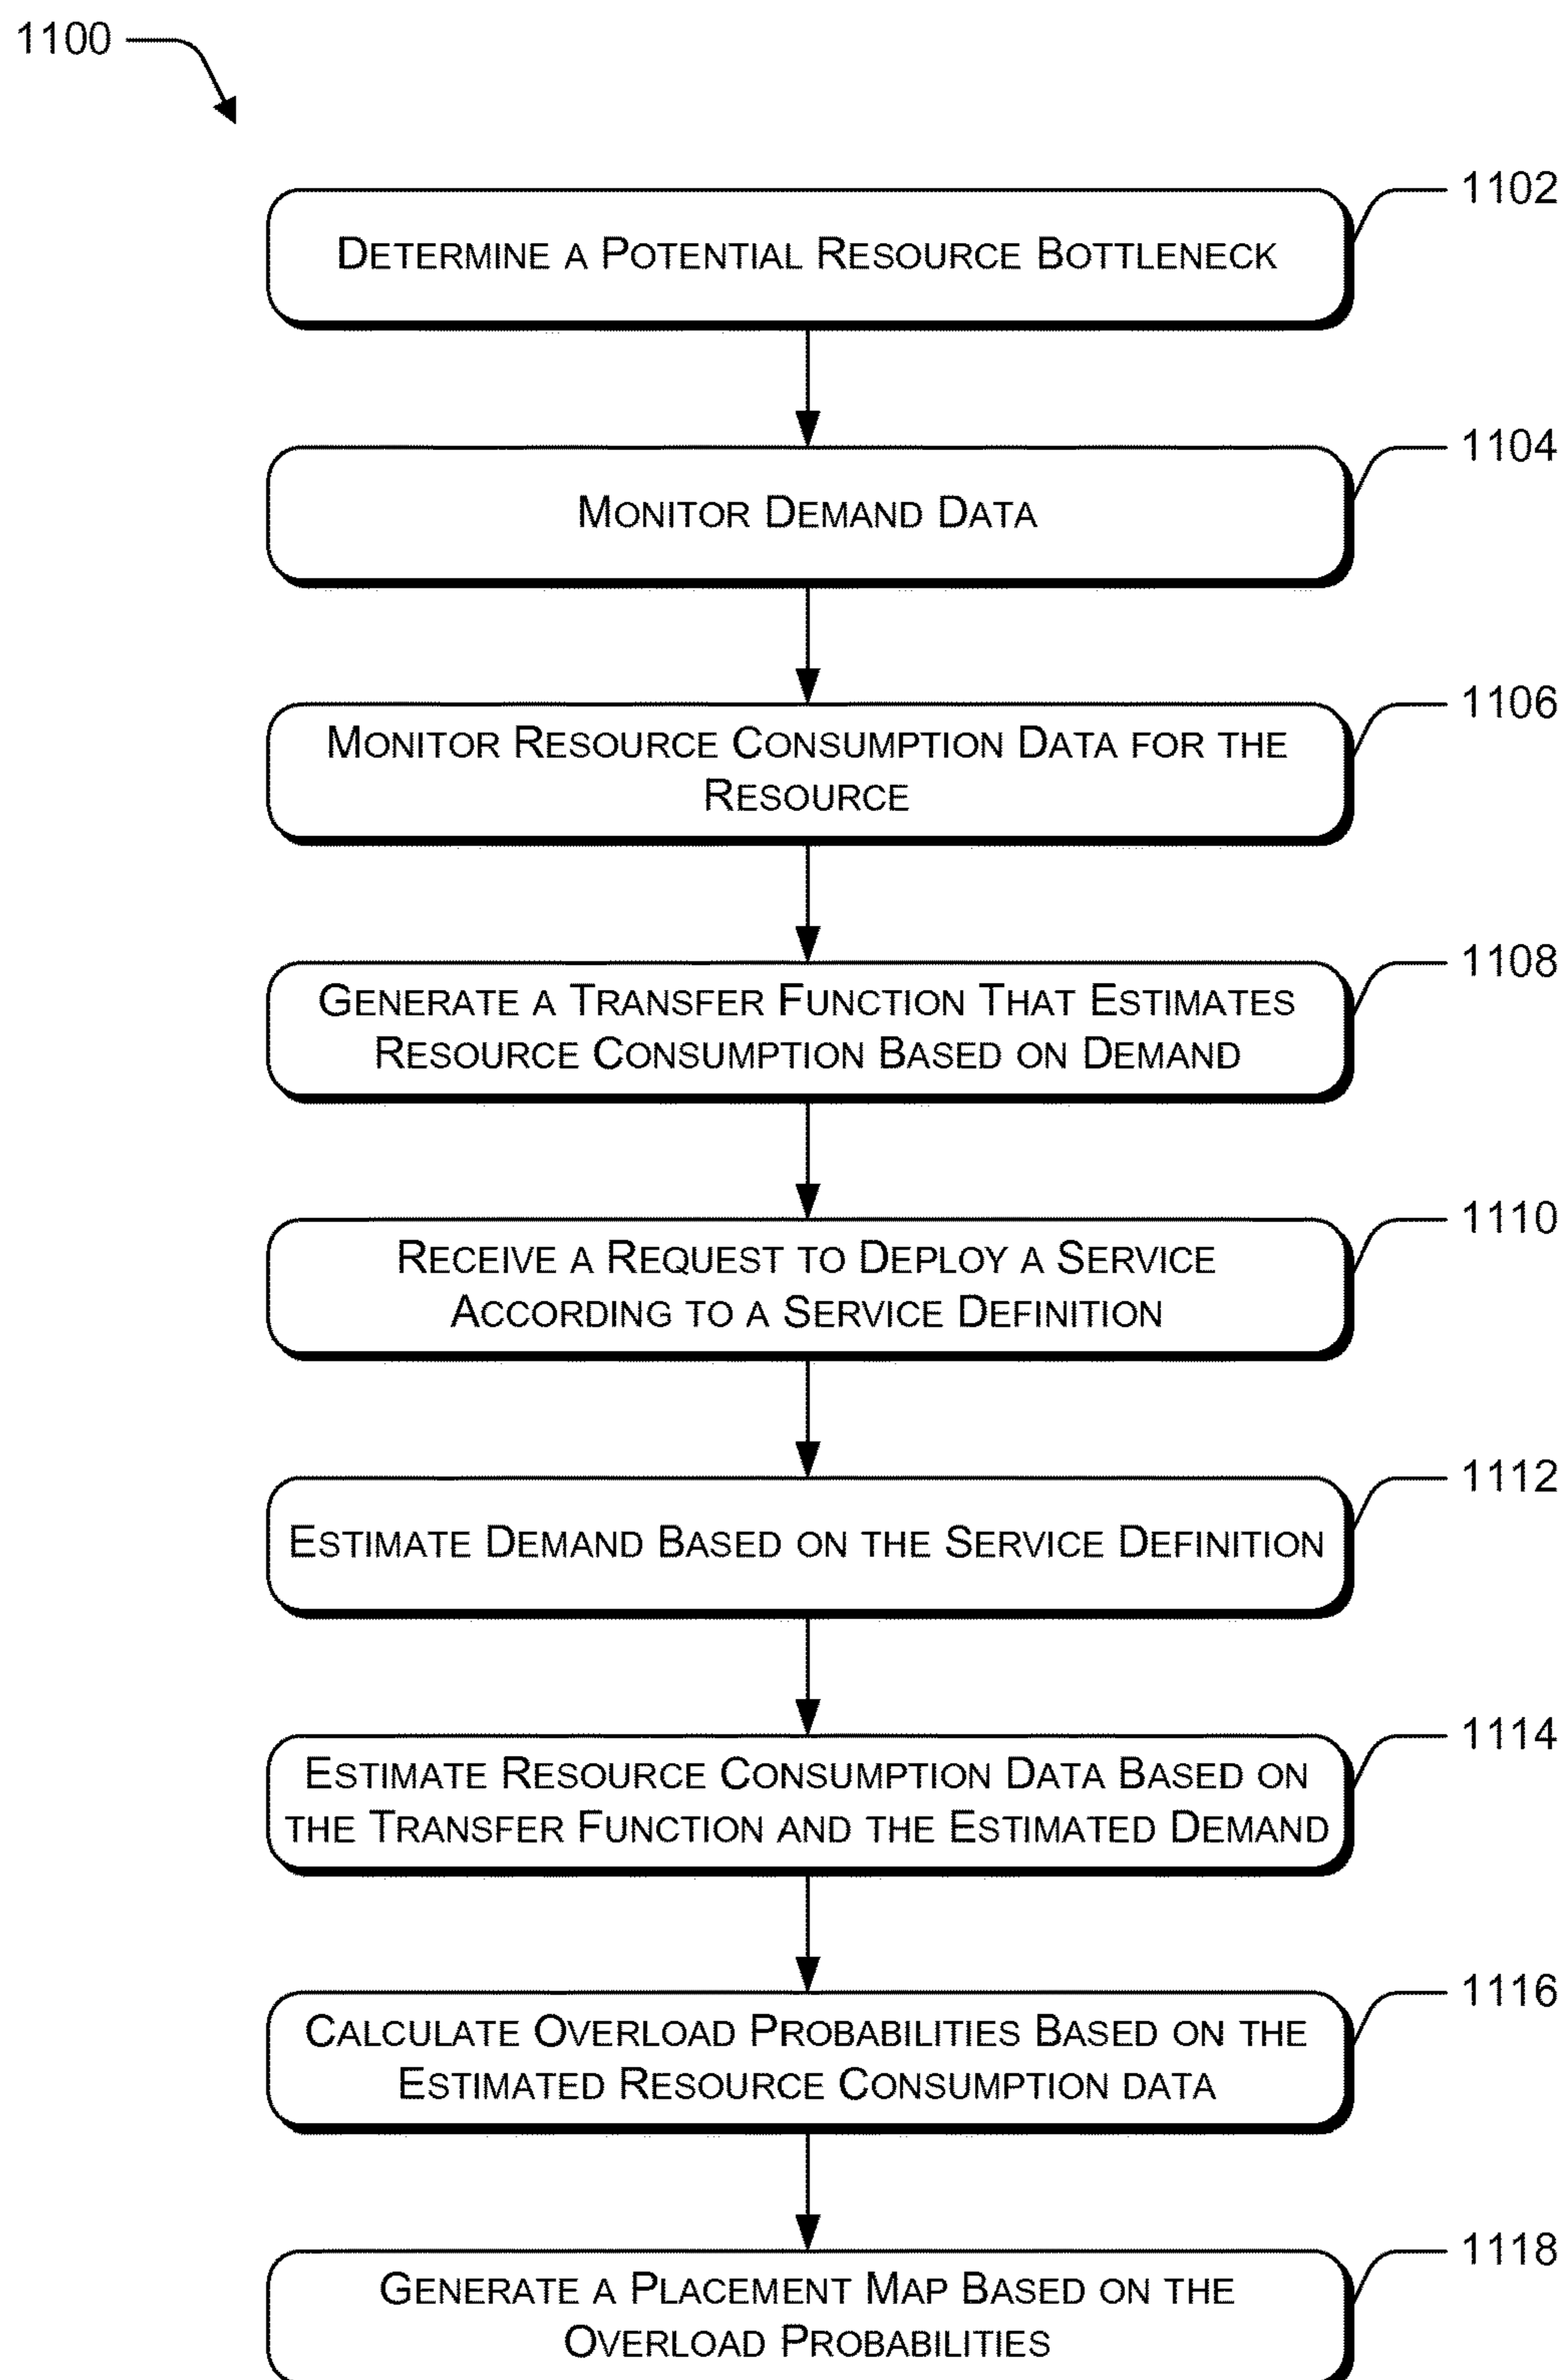 1100
1102
DETERMINE A POTENTIAL RESOURCE BOTTLENECK
1104
MONITOR DEMAND DATA
1106
MONITOR RESOURCE CONSUMPTION DATA FOR THE
RESOURCE
1108
GENERATE A TRANSFER FUNCTION THAT ESTIMATES
RESOURCE CONSUMPTION BASED ON DEMAND
1110
RECEIVE A REQUEST TO DEPLOY A SERVICE
ACCORDING TO A SERVICE DEFINITION
1112
ESTIMATE DEMAND BASED ON THE SERVICE DEFINITION
1114
ESTIMATE RESOURCE CONSUMPTION DATA BASED ON
THE TRANSFER FUNCTION AND THE ESTIMATED DEMAND
1116
CALCULATE OVERLOAD PROBABILITIES BASED ON THE
ESTIMATED RESOURCE CONSUMPTION DATA
1118
GENERATE A PLACEMENT MAP BASED ON THE
OVERLOAD PROBABILITIES